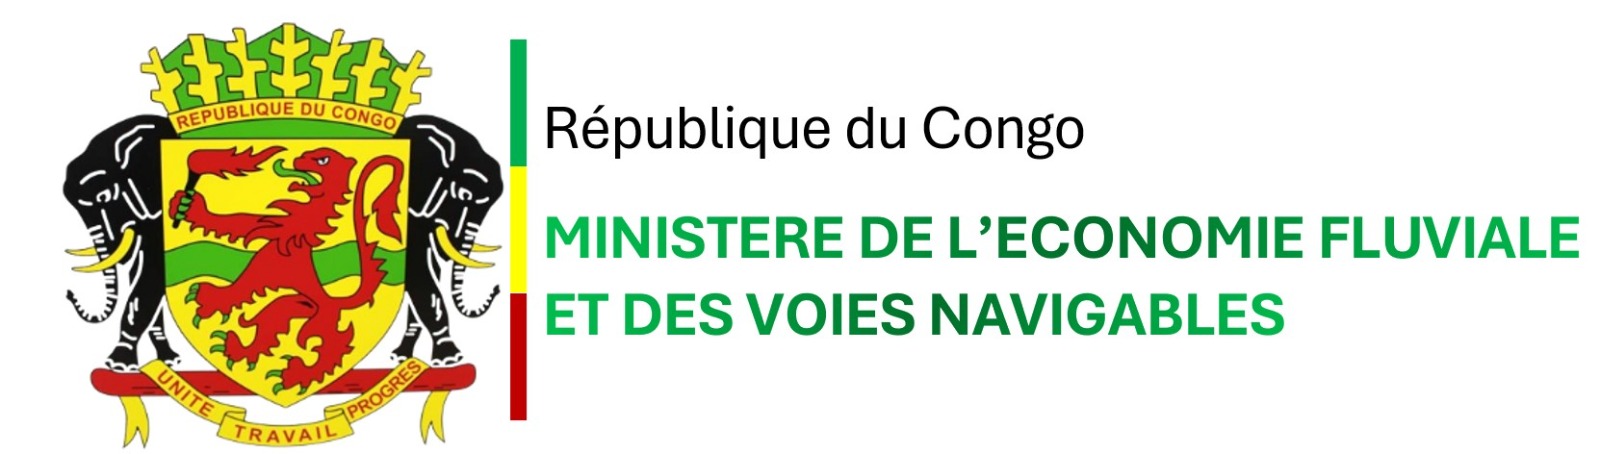 REPUBLIQUE DU CONGO
UNITE
TRAVAIL
PROGRES
République du Congo
MINISTERE DE L’ECONOMIE FLUVIALE
ET DES VOIES NAVIGABLES